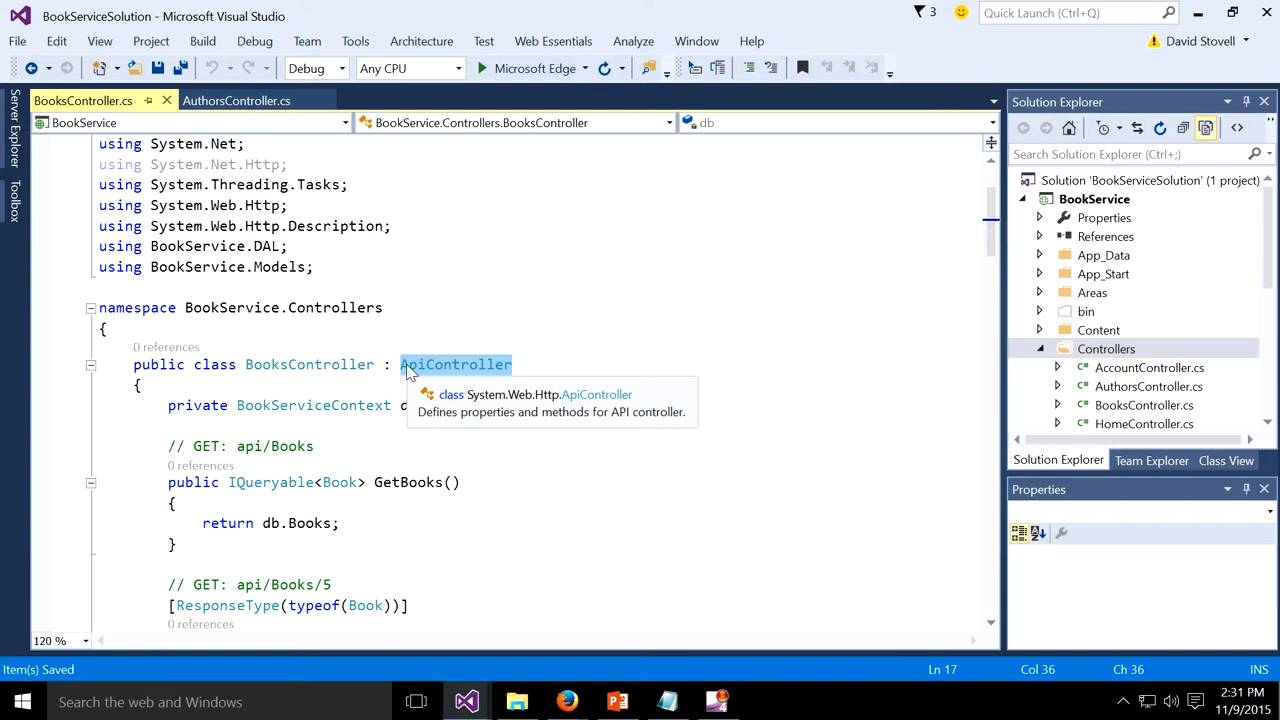 BookServiceSolution - Microsoft Visual Studio
3
Quick Launch (Ctrl+Q)
File Edit View Project Build Debug Team Tools Architecture Test Web Essentials Analyze Window Help
David Stovell
Debug Any CPU Microsoft Edge
Server Explorer
Toolbox
BooksController.cs AuthorsController.cs
BookService BookService.Controllers.BooksController db
using System.Net;
using System.Net.Http;
using System.Threading.Tasks;
using System.Web.Http;
using System.Web.Http.Description;
using BookService.DAL;
using BookService.Models;
namespace BookService.Controllers
{
0 references
public class BooksController : ApiController
{
class System.Web.Http.ApiController
Defines properties and methods for API controller.
private BookServiceContext d
// GET: api/Books
0 references
public IQueryable<Book> GetBooks()
{
return db.Books;
}
// GET: api/Books/5
[ResponseType(typeof(Book))]
0 references
120 %
Solution Explorer
Search Solution Explorer (Ctrl+;)
Solution 'BookServiceSolution' (1 project)
BookService
Properties
References
App_Data
App_Start
Areas
bin
Content
Controllers
AccountController.cs
AuthorsController.cs
BooksController.cs
HomeController.cs
Solution Explorer Team Explorer Class View
Properties
Item(s) Saved Ln 17 Col 36 Ch 36 INS
Search the web and Windows
2:31 PM
11/9/2015